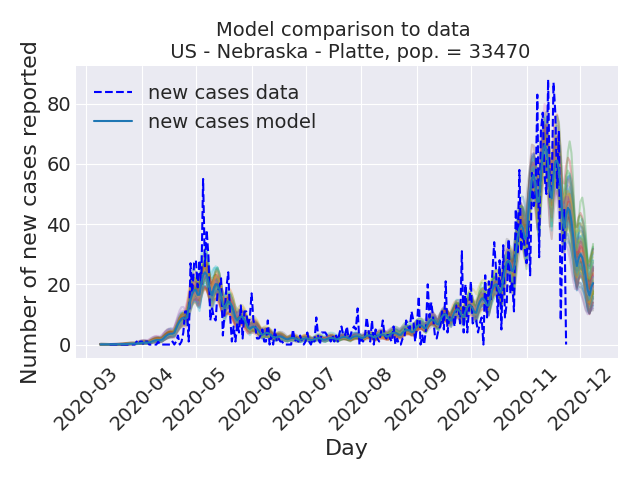 Model comparison to data
US - Nebraska - Platte, pop. = 33470
Number of new cases reported
80
60
40
20
0
new cases data
new cases model
2020-03
2020-04
2020-05
2020-06
2020-07
2020-08
2020-09
2020-10
2020-11
2020-12
Day